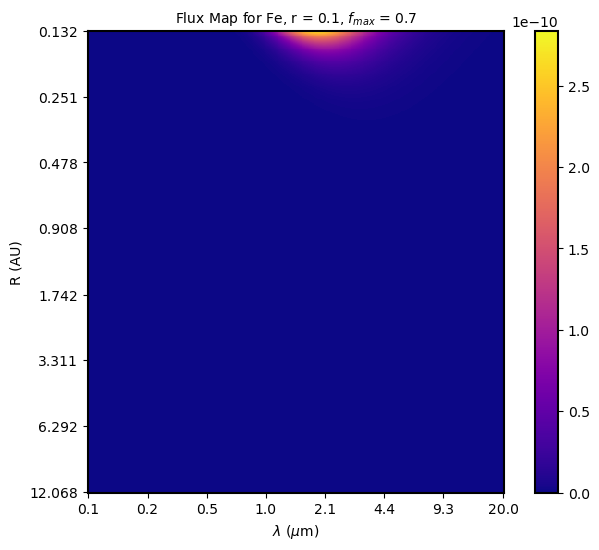 Flux Map for Fe, r = 0.1, f_max = 0.7
1e−10
0.132
0.251
0.478
0.908
1.742
3.311
6.292
12.068
R (AU)
0.1 0.2 0.5 1.0 2.1 4.4 9.3 20.0
λ (μm)
2.5
2.0
1.5
1.0
0.5
0.0